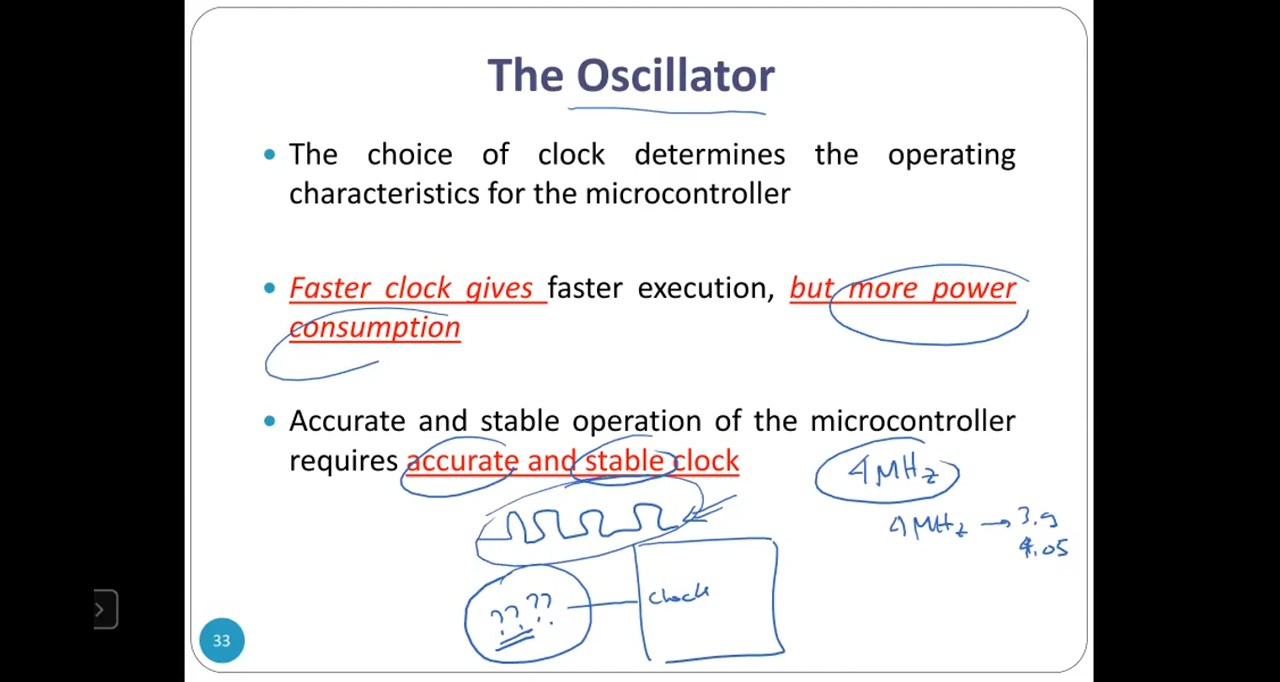 The Oscillator
• The choice of clock determines the operating
characteristics for the microcontroller
• Faster clock gives faster execution, but more power
consumption
• Accurate and stable operation of the microcontroller
requires accurate and stable clock
4MHz
4MHz → 3.9
4.05
Clock
????
33